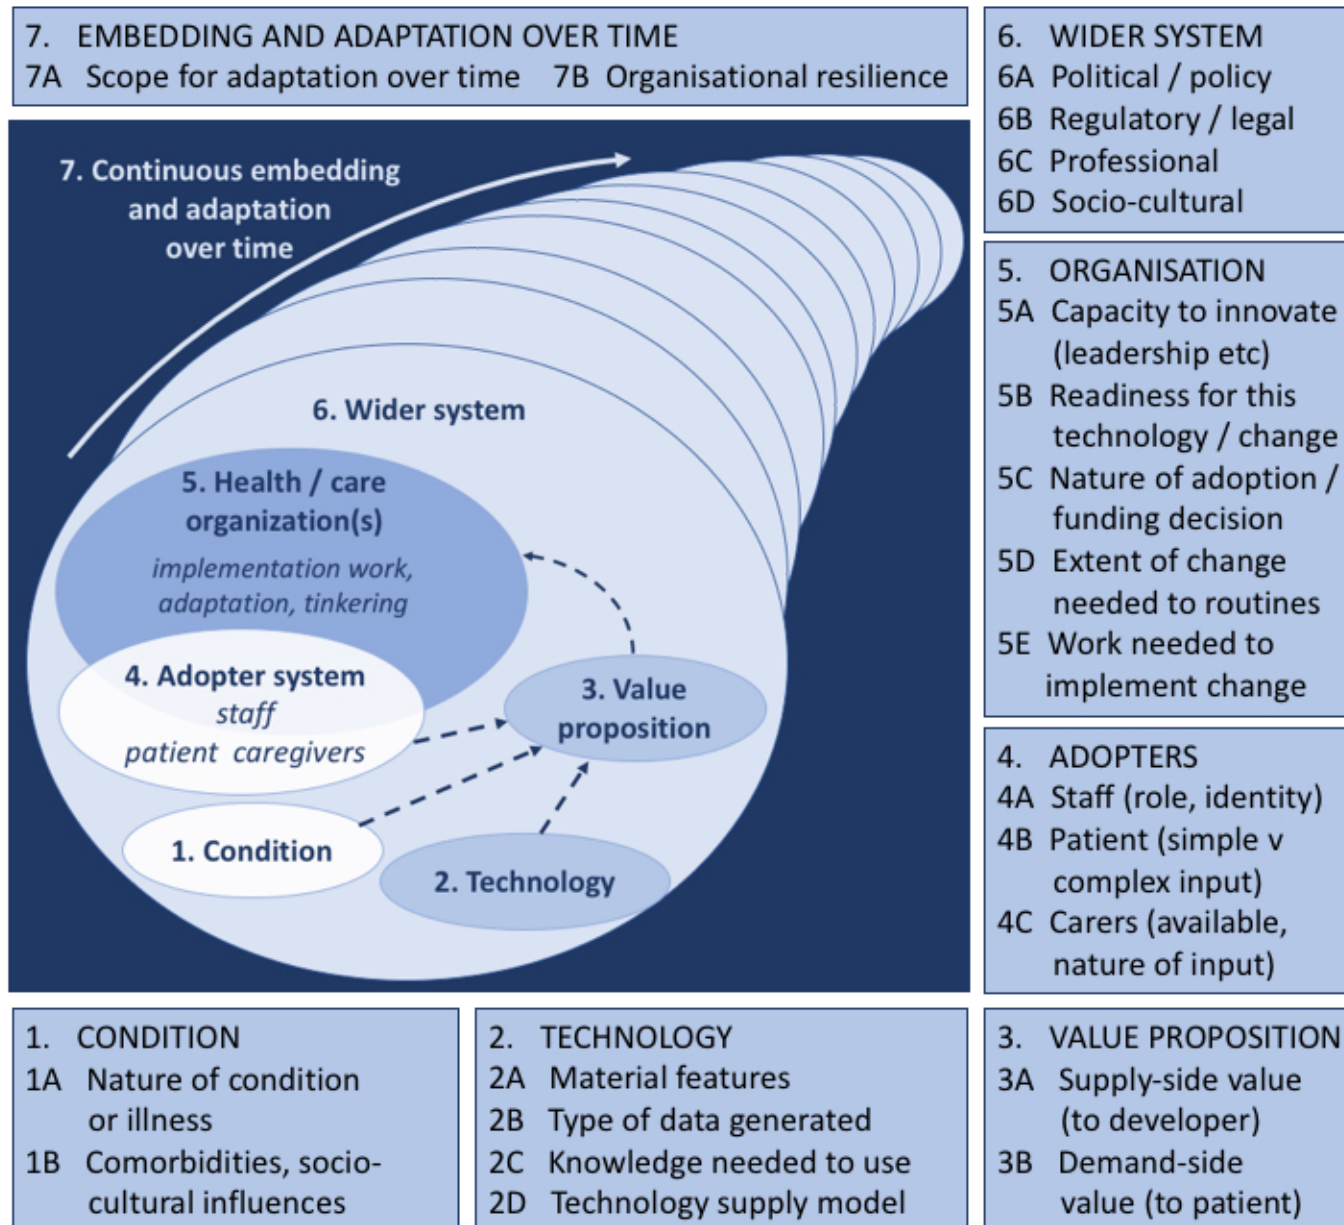 7. EMBEDDING AND ADAPTATION OVER TIME
7A Scope for adaptation over time 7B Organisational resilience
7. Continuous embedding
and adaptation
over time
6. Wider system
5. Health / care
organization(s)
implementation work,
adaptation, tinkering
4. Adopter system
staff
patient caregivers
3. Value
proposition
1. Condition
2. Technology
6. WIDER SYSTEM
6A Political / policy
6B Regulatory / legal
6C Professional
6D Socio-cultural
5. ORGANISATION
5A Capacity to innovate
(leadership etc)
5B Readiness for this
technology / change
5C Nature of adoption /
funding decision
5D Extent of change
needed to routines
5E Work needed to
implement change
4. ADOPTERS
4A Staff (role, identity)
4B Patient (simple v
complex input)
4C Carers (available,
nature of input)
1. CONDITION
1A Nature of condition
or illness
1B Comorbidities, socio-
cultural influences
2. TECHNOLOGY
2A Material features
2B Type of data generated
2C Knowledge needed to use
2D Technology supply model
3. VALUE PROPOSITION
3A Supply-side value
(to developer)
3B Demand-side
value (to patient)